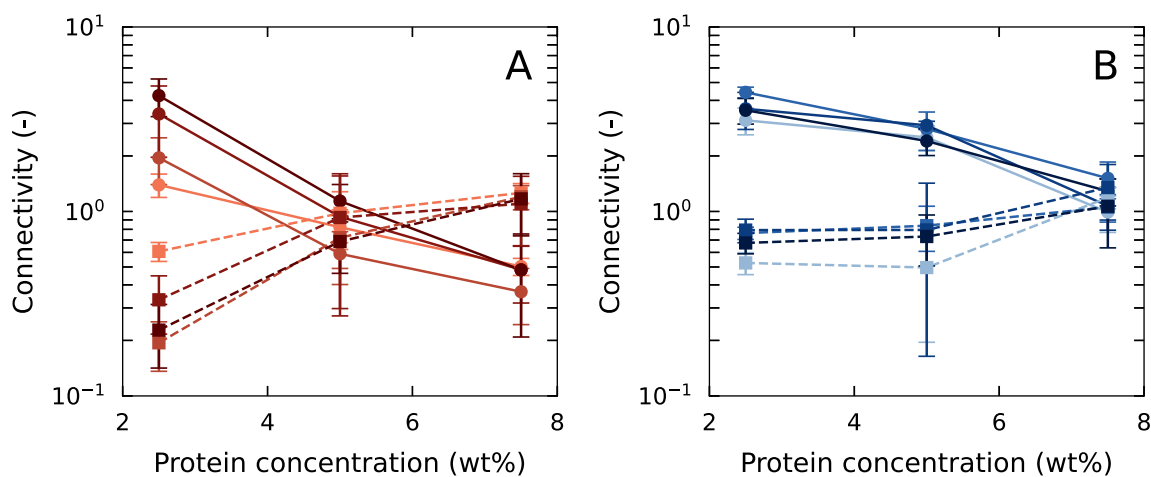 A
10¹
10⁰
10⁻¹
Connectivity (-)
2
4
6
8
Protein concentration (wt%)
B
10¹
10⁰
10⁻¹
Connectivity (-)
2
4
6
8
Protein concentration (wt%)